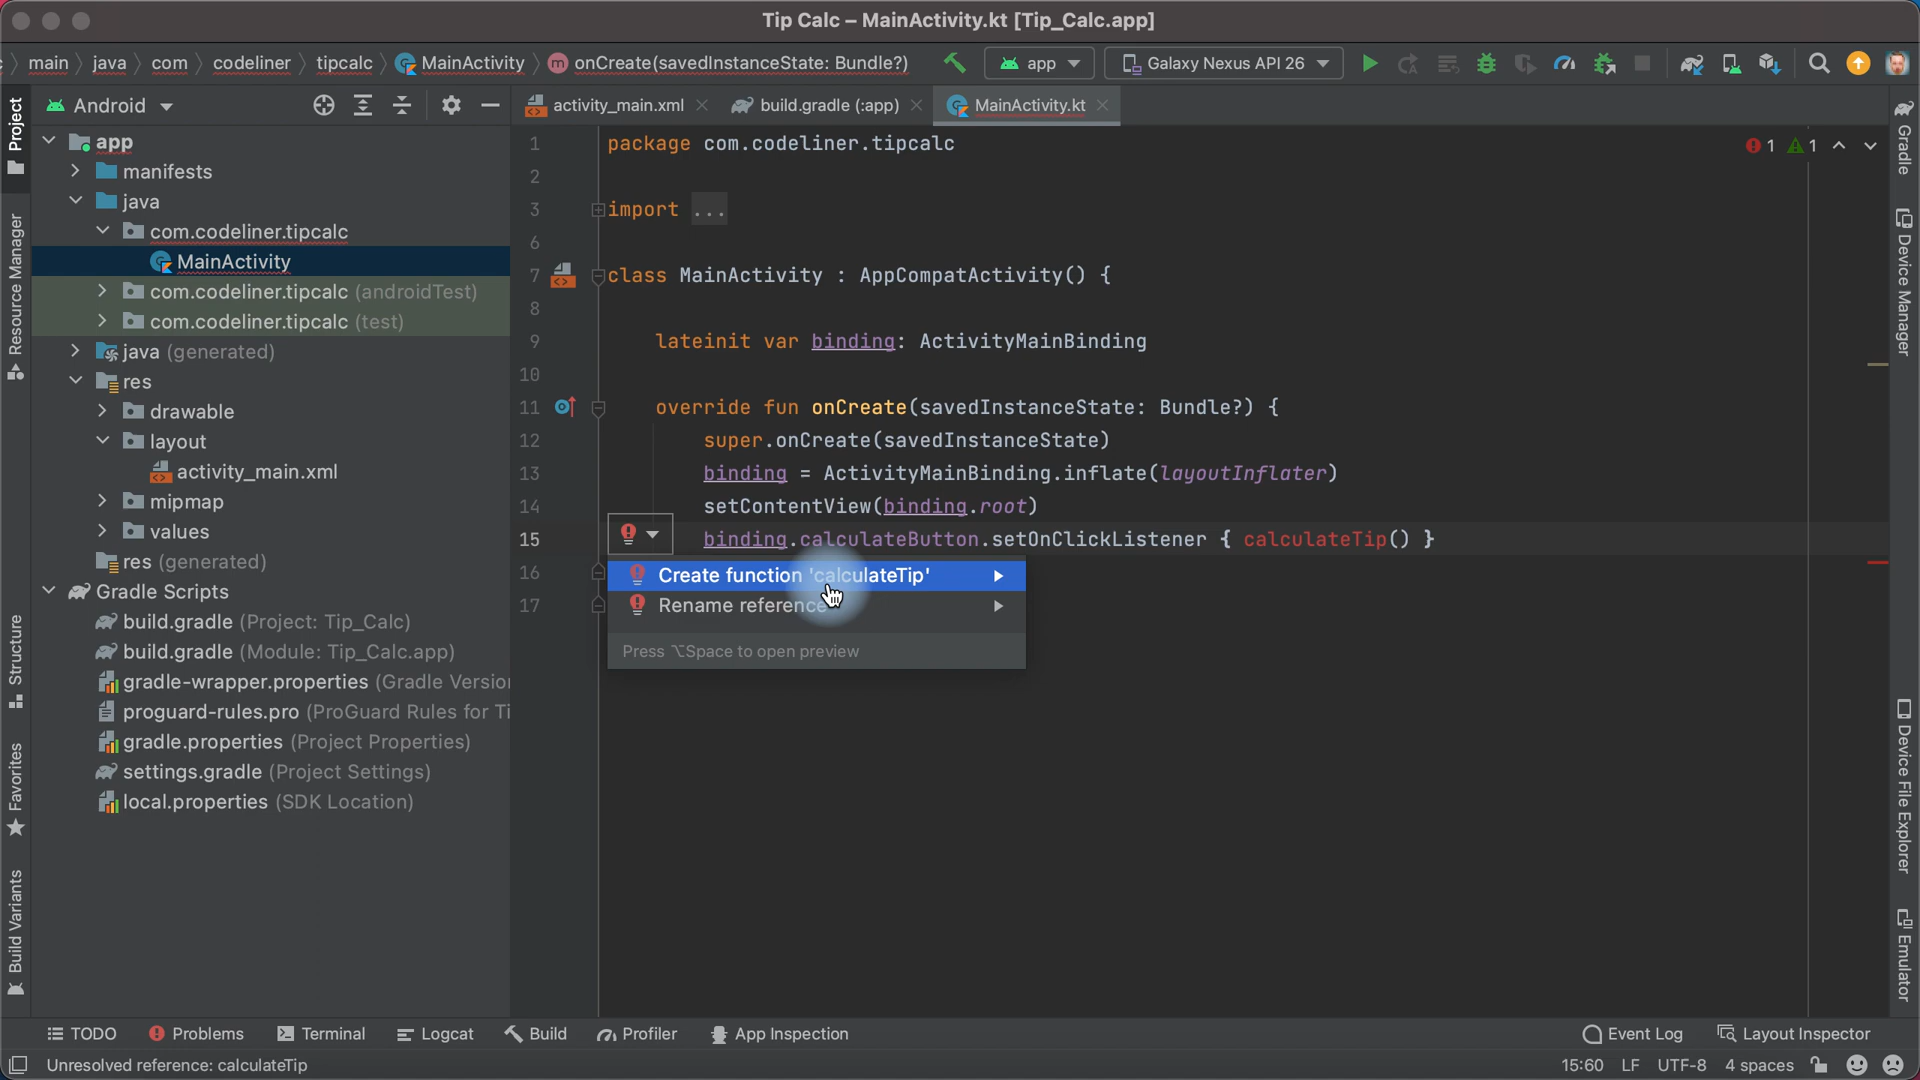 Tip Calc – MainActivity.kt [Tip_Calc.app]
main java com codeliner tipcalc MainActivity onCreate(savedInstanceState: Bundle?) app Galaxy Nexus API 26
Project
Resource Manager
Structure
Favorites
Build Variants
Android
app
manifests
java
com.codeliner.tipcalc
MainActivity
com.codeliner.tipcalc (androidTest)
com.codeliner.tipcalc (test)
java (generated)
res
drawable
layout
activity_main.xml
mipmap
values
res (generated)
Gradle Scripts
build.gradle (Project: Tip_Calc)
build.gradle (Module: Tip_Calc.app)
gradle-wrapper.properties (Gradle Version
proguard-rules.pro (ProGuard Rules for Ti
gradle.properties (Project Properties)
settings.gradle (Project Settings)
local.properties (SDK Location)
activity_main.xml build.gradle (:app) MainActivity.kt
1 package com.codeliner.tipcalc 1 1
2
3 import ...
6
7 class MainActivity : AppCompatActivity() {
8
9 lateinit var binding: ActivityMainBinding
10
11 override fun onCreate(savedInstanceState: Bundle?) {
12 super.onCreate(savedInstanceState)
13 binding = ActivityMainBinding.inflate(layoutInflater)
14 setContentView(binding.root)
15 binding.calculateButton.setOnClickListener { calculateTip() }
16
17
Create function 'calculateTip'
Rename reference
Press ⌥Space to open preview
Gradle
Device Manager
Device File Explorer
Emulator
TODO Problems Terminal Logcat Build Profiler App Inspection Event Log Layout Inspector
Unresolved reference: calculateTip 15:60 LF UTF-8 4 spaces